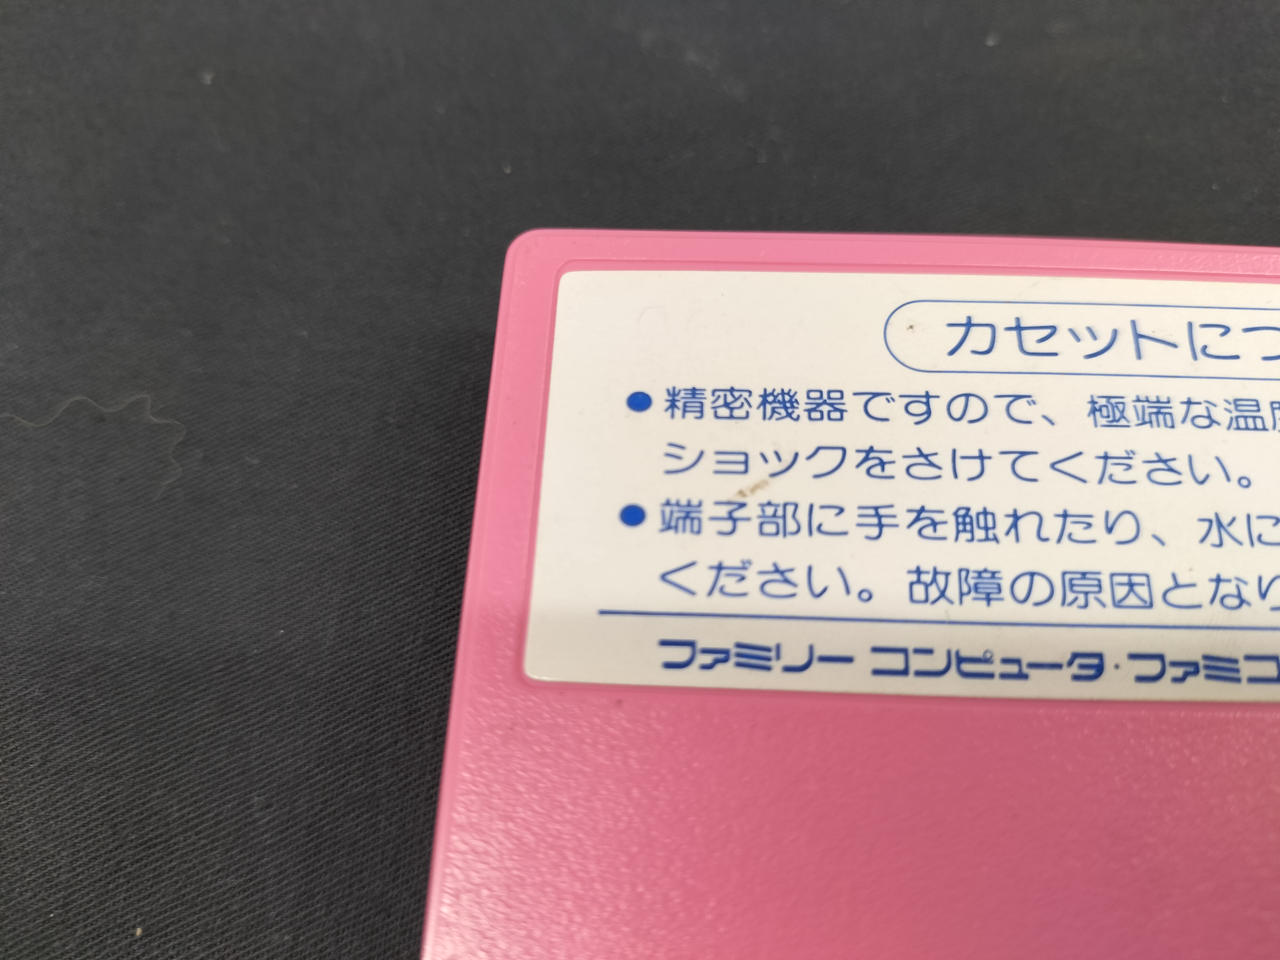 カセットにつ
●精密機器ですので、極端な温度
ショックをさけてください。
●端子部に手を触れたり、水に
ください。故障の原因となり
ファミリー コンピュータ・ファミコ